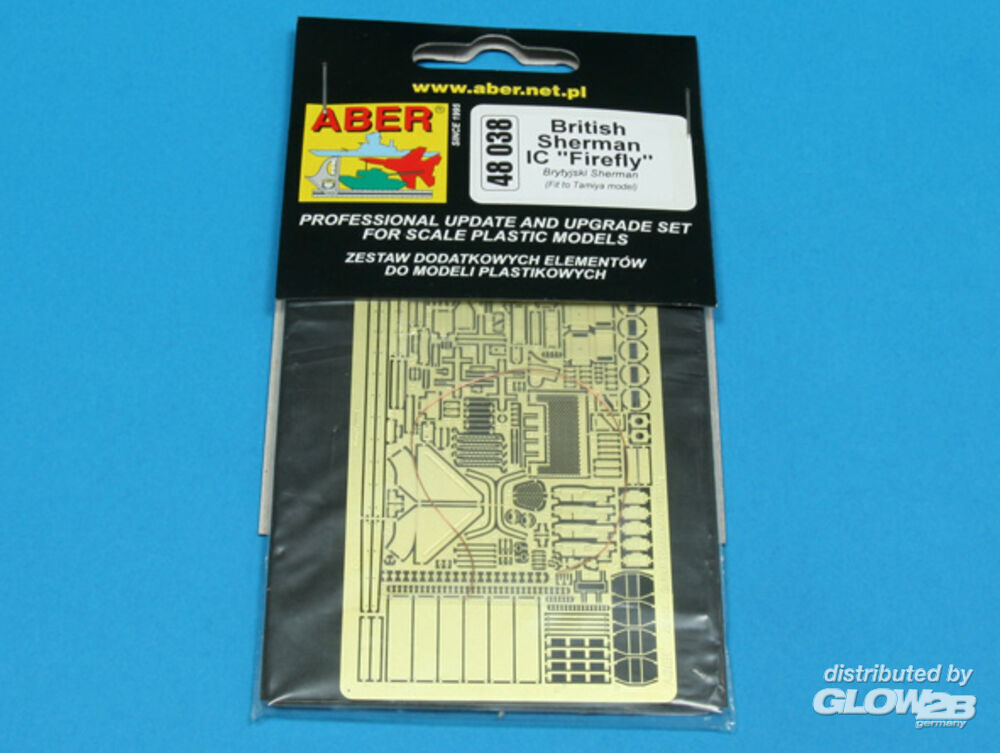 www.aber.net.pl
ABER®
SINCE 1995
48 038
British
Sherman
IC "Firefly"
Brytyjski Sherman
(Fit to Tamiya model)
PROFESSIONAL UPDATE AND UPGRADE SET
FOR SCALE PLASTIC MODELS
ZESTAW DODATKOWYCH ELEMENTÓW
DO MODELI PLASTIKOWYCH
distributed by
GLOW2B
germany